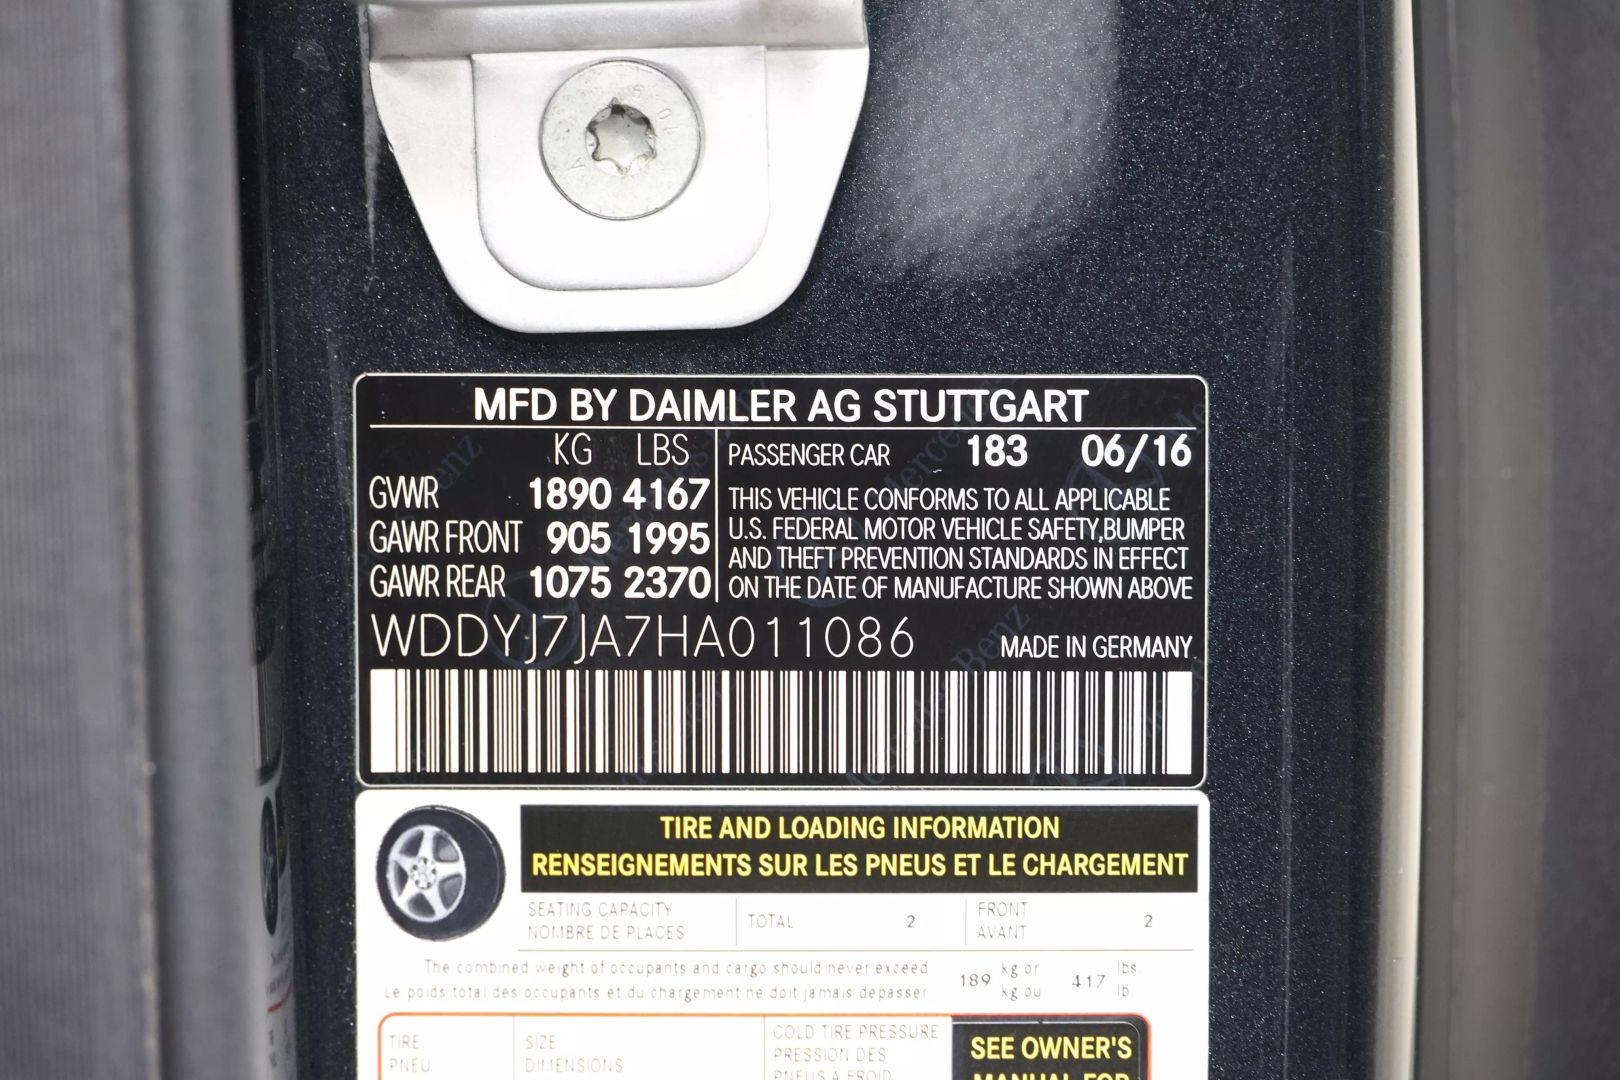 MFD BY DAIMLER AG STUTTGART
KG LBS
GVWR 1890 4167
GAWR FRONT 905 1995
GAWR REAR 1075 2370
PASSENGER CAR 183 06/16
THIS VEHICLE CONFORMS TO ALL APPLICABLE
U.S. FEDERAL MOTOR VEHICLE SAFETY,BUMPER
AND THEFT PREVENTION STANDARDS IN EFFECT
ON THE DATE OF MANUFACTURE SHOWN ABOVE
WDDYJ7JA7HA011086
MADE IN GERMANY
TIRE AND LOADING INFORMATION
RENSEIGNEMENTS SUR LES PNEUS ET LE CHARGEMENT
SEATING CAPACITY
NOMBRE DE PLACES
TOTAL 2
FRONT
AVANT
2
The combined weight of occupants and cargo should never exceed
Le poids total des occupants et du chargement ne doit jamais dépasser
189
kg or
kg ou
417
lbs.
lb
TIRE
PNEU
SIZE
DIMENSIONS
COLD TIRE PRESSURE
PRESSION DES
PNEUS À FROID
SEE OWNER'S
MANUAL FOR